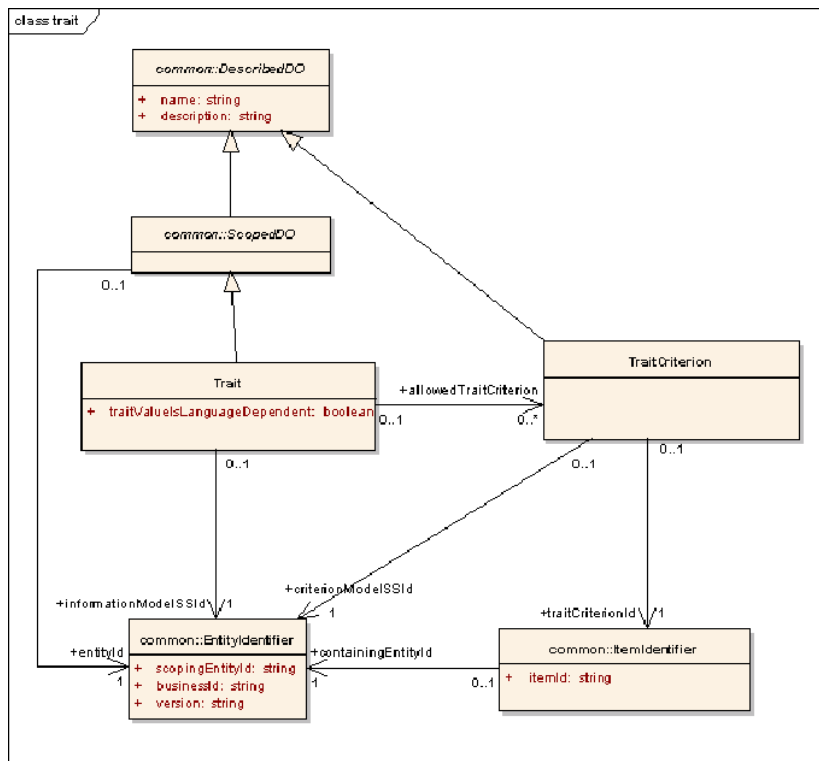 class trait
common::DescribedDO
+ name: string
+ description: string
common::ScopedDO
0..1
Trait
+ traitValueIsLanguageDependent: boolean
0..1
+allowedTraitCriterion
0..*
TraitCriterion
0..1
0..1
0..1
+informationModelSSId
1
+criterionModelSSId
1
+traitCriterionId
1
+entityId
1
common::EntityIdentifier
+ scopingEntityId: string
+ businessId: string
+ version: string
+containingEntityId
1
0..1
common::ItemIdentifier
+ itemId: string